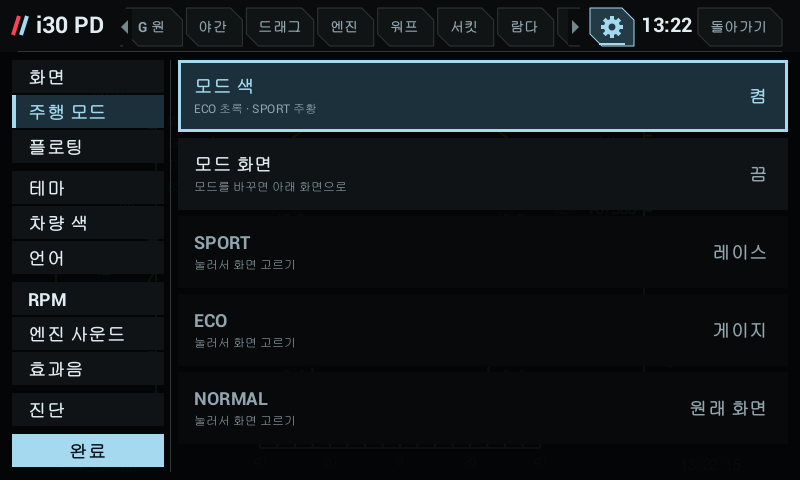 i30 PD
G 원
야간
드래그
엔진
워프
서킷
람다
13:22
돌아가기
화면
주행 모드
플로팅
테마
차량 색
언어
RPM
엔진 사운드
효과음
진단
완료
모드 색
ECO 초록 · SPORT 주황
켬
모드 화면
모드를 바꾸면 아래 화면으로
끔
SPORT
눌러서 화면 고르기
레이스
ECO
눌러서 화면 고르기
게이지
NORMAL
눌러서 화면 고르기
원래 화면